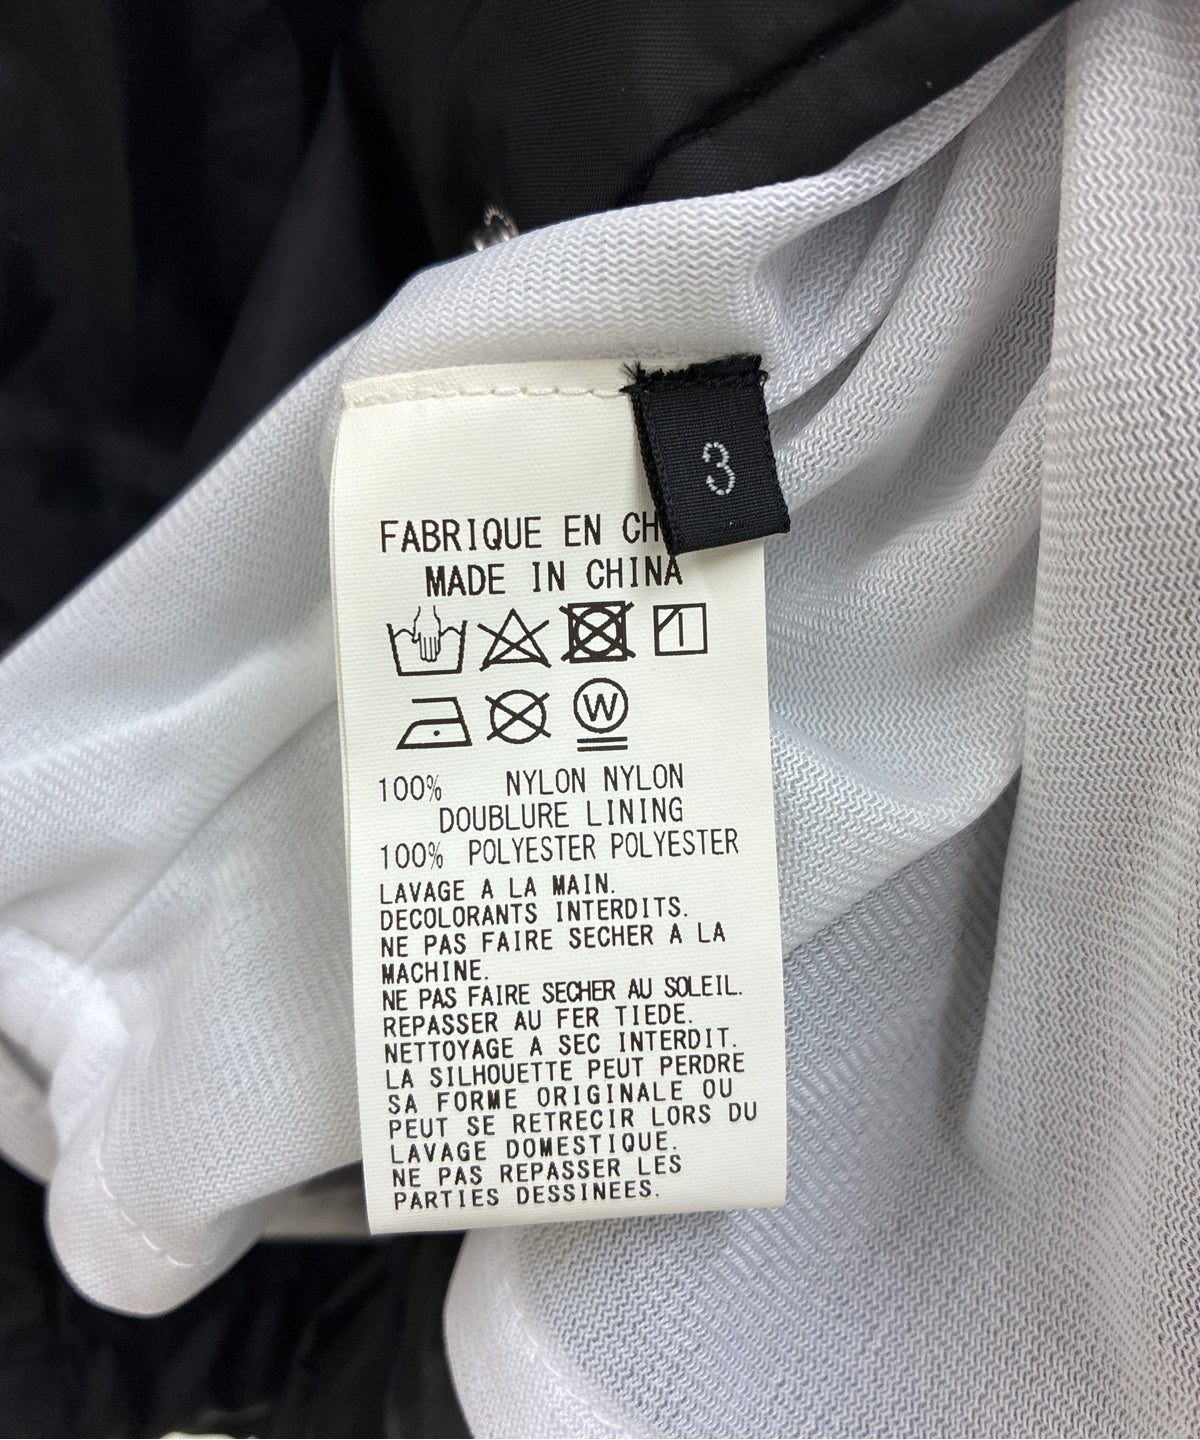 3
FABRIQUE EN
MADE IN CHINA
W
100% NYLON NYLON
DOUBLURE LINING
100% POLYESTER POLYESTER
LAVAGE A LA MAIN.
DECOLORANTS INTERDITS.
NE PAS FAIRE SECHER A LA
MACHINE.
NE PAS FAIRE SECHER AU SOLEIL.
REPASSER AU FER TIEDE.
NETTOYAGE A SEC INTERDIT.
LA SILHOUETTE PEUT PERDRE
SA FORME ORIGINALE OU
PEUT SE RETRECIR LORS DU
LAVAGE DOMESTIQUE.
NE PAS REPASSER LES
PARTIES DESSINEES.